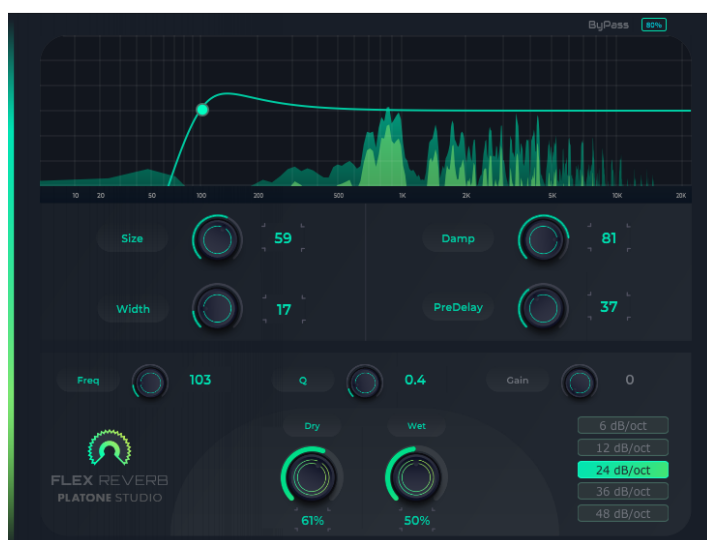 ByPass 80%
10 20 50 100 200 500 1K 2K 5K 10K 20K
Size 59 Damp 81
Width 17 PreDelay 37
Freq 103 Q 0.4 Gain 0
Dry Wet
6 dB/oct
12 dB/oct
24 dB/oct
36 dB/oct
48 dB/oct
FLEX REVERB
PLATONE STUDIO
61% 50%